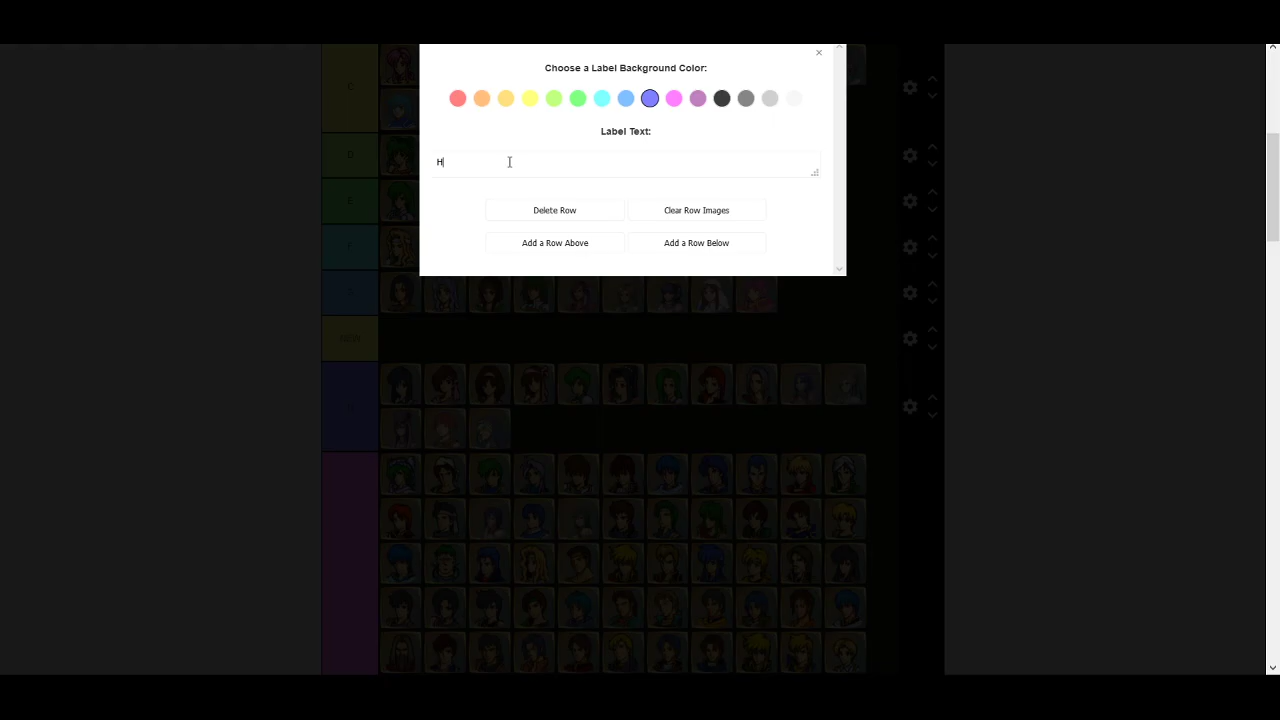 ×
Choose a Label Background Color:
Label Text:
H
Delete Row
Clear Row Images
Add a Row Above
Add a Row Below
C
D
E
F